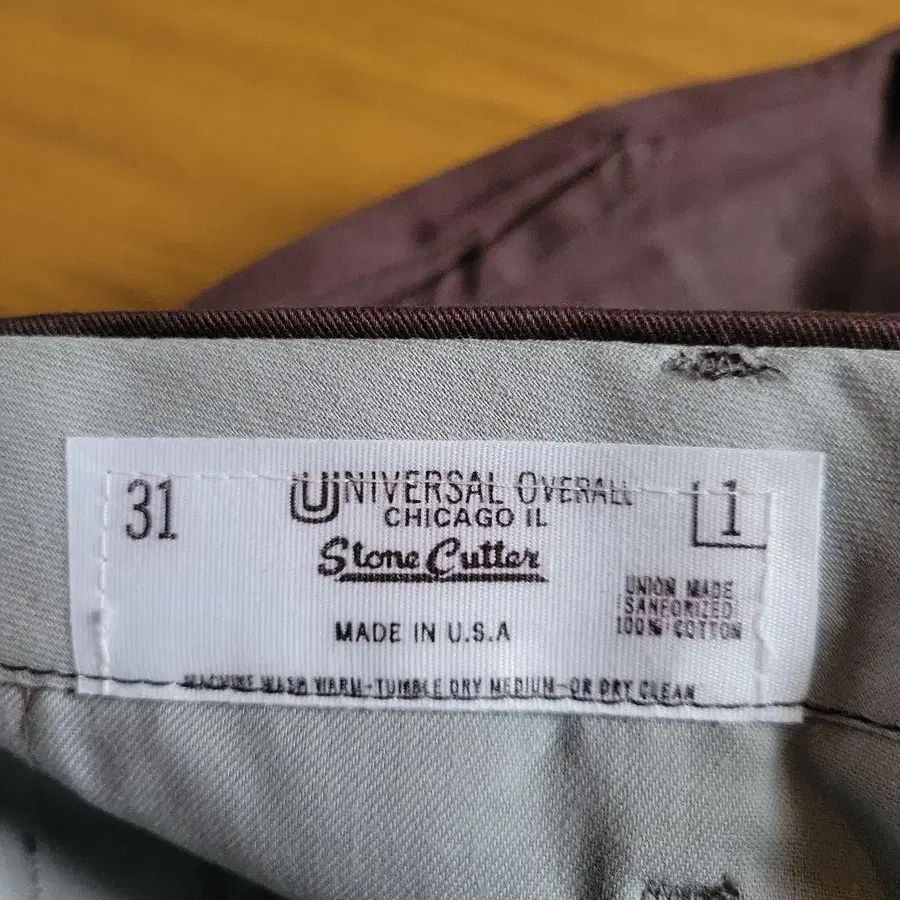 31
UNIVERSAL OVERALL
CHICAGO IL
Stone Cutter
MADE IN U.S.A
1
UNION MADE
SANFORIZED
100% COTTON
MACHINE WASH WARM-TUMBLE DRY MEDIUM-OR DRY CLEAN